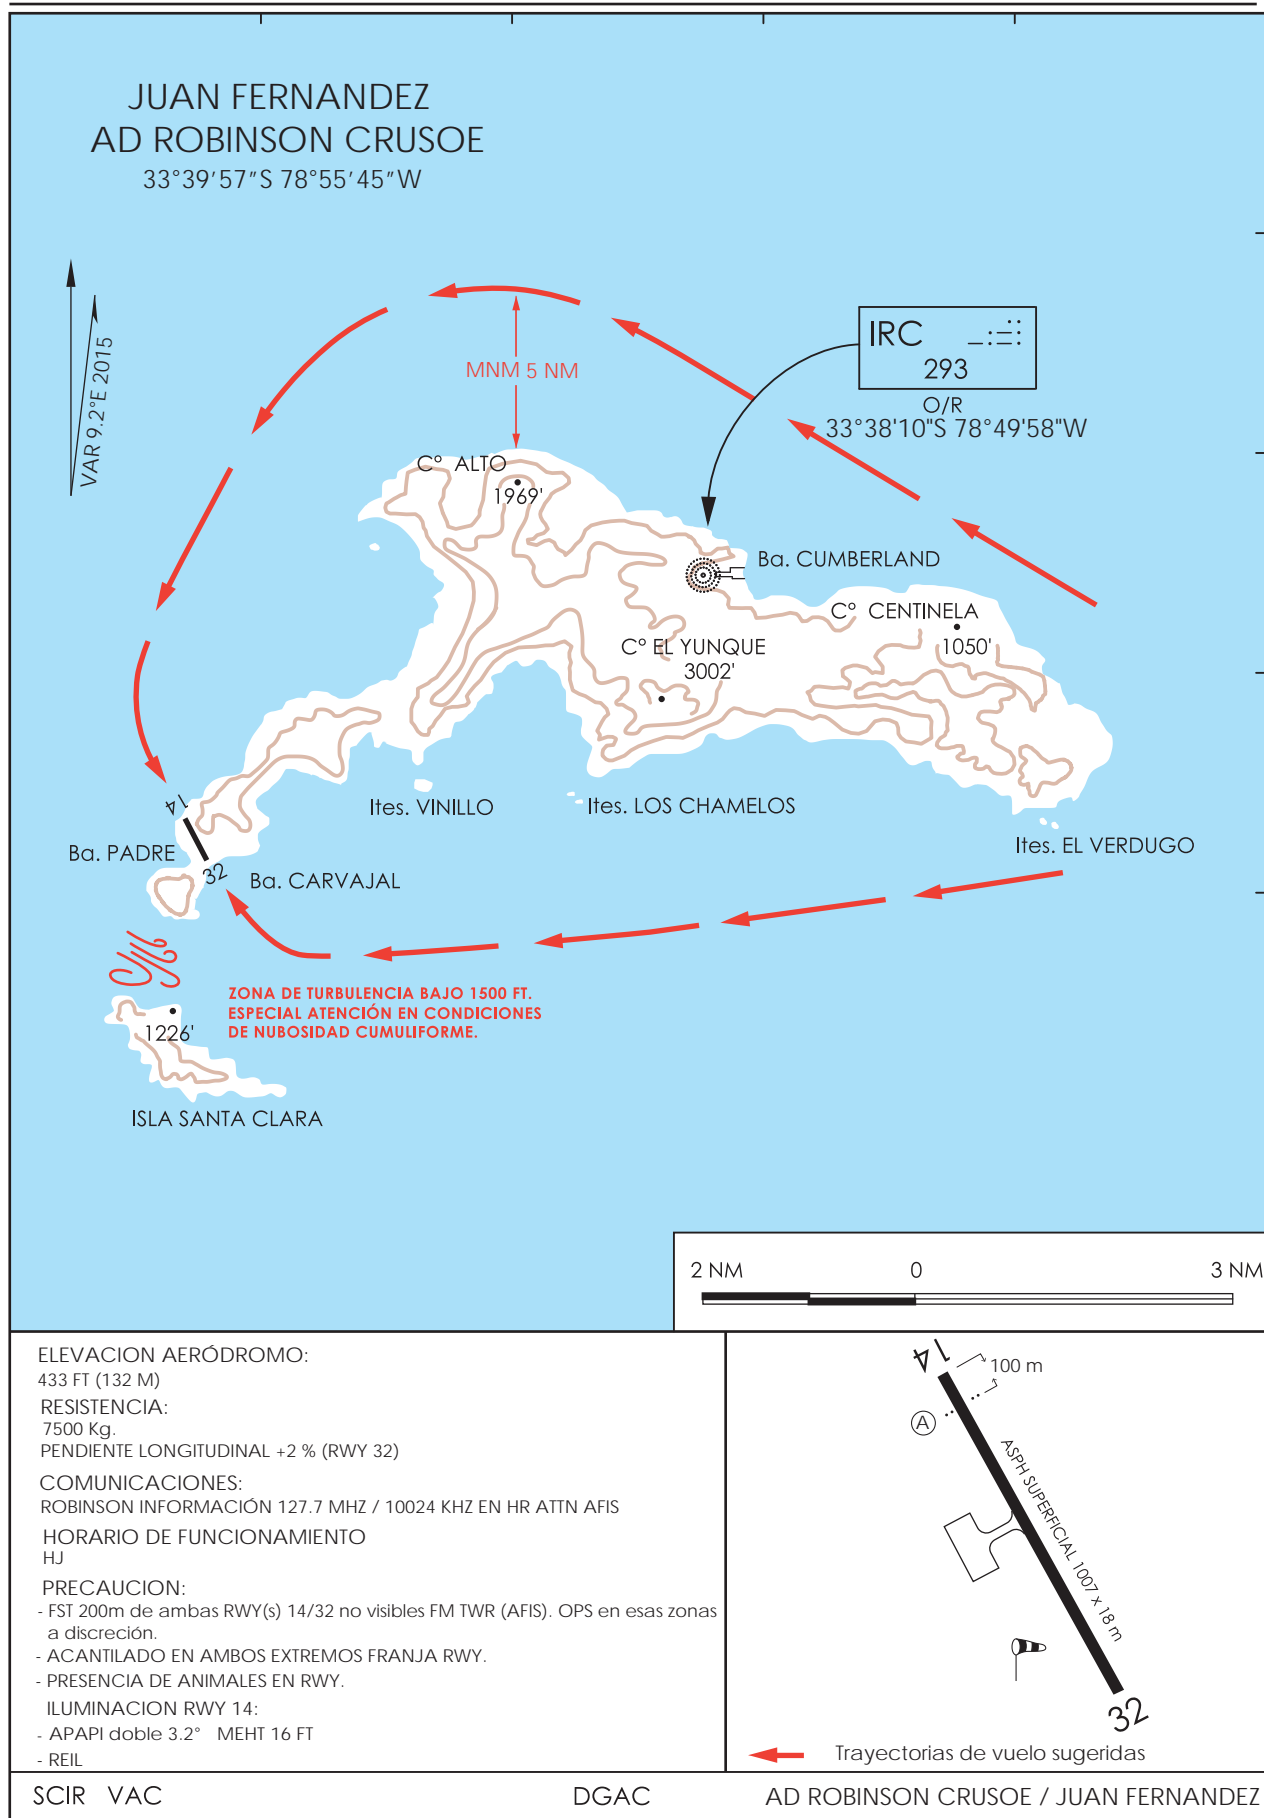 JUAN FERNANDEZ
AD ROBINSON CRUSOE
33°39'57"S 78°55'45"W
VAR 9.2°E 2015
MNM 5 NM
IRC
293
O/R
33°38'10"S 78°49'58"W
Cº ALTO
1969'
Ba. CUMBERLAND
Cº CENTINELA
1050'
Cº EL YUNQUE
3002'
Ites. VINILLO
Ites. LOS CHAMELOS
Ites. EL VERDUGO
14
Ba. PADRE
32
Ba. CARVAJAL
ZONA DE TURBULENCIA BAJO 1500 FT.
ESPECIAL ATENCIÓN EN CONDICIONES
DE NUBOSIDAD CUMULIFORME.
1226'
ISLA SANTA CLARA
2 NM 0 3 NM
ELEVACION AERÓDROMO:
433 FT (132 M)
RESISTENCIA:
7500 Kg.
PENDIENTE LONGITUDINAL +2 % (RWY 32)
COMUNICACIONES:
ROBINSON INFORMACIÓN 127.7 MHZ / 10024 KHZ EN HR ATTN AFIS
HORARIO DE FUNCIONAMIENTO
HJ
PRECAUCION:
- FST 200m de ambas RWY(s) 14/32 no visibles FM TWR (AFIS). OPS en esas zonas
a discreción.
- ACANTILADO EN AMBOS EXTREMOS FRANJA RWY.
- PRESENCIA DE ANIMALES EN RWY.
ILUMINACION RWY 14:
- APAPI doble 3.2° MEHT 16 FT
- REIL
14
100 m
A
ASPH SUPERFICIAL 1007 x 18 m
32
Trayectorias de vuelo sugeridas
SCIR VAC
DGAC
AD ROBINSON CRUSOE / JUAN FERNANDEZ